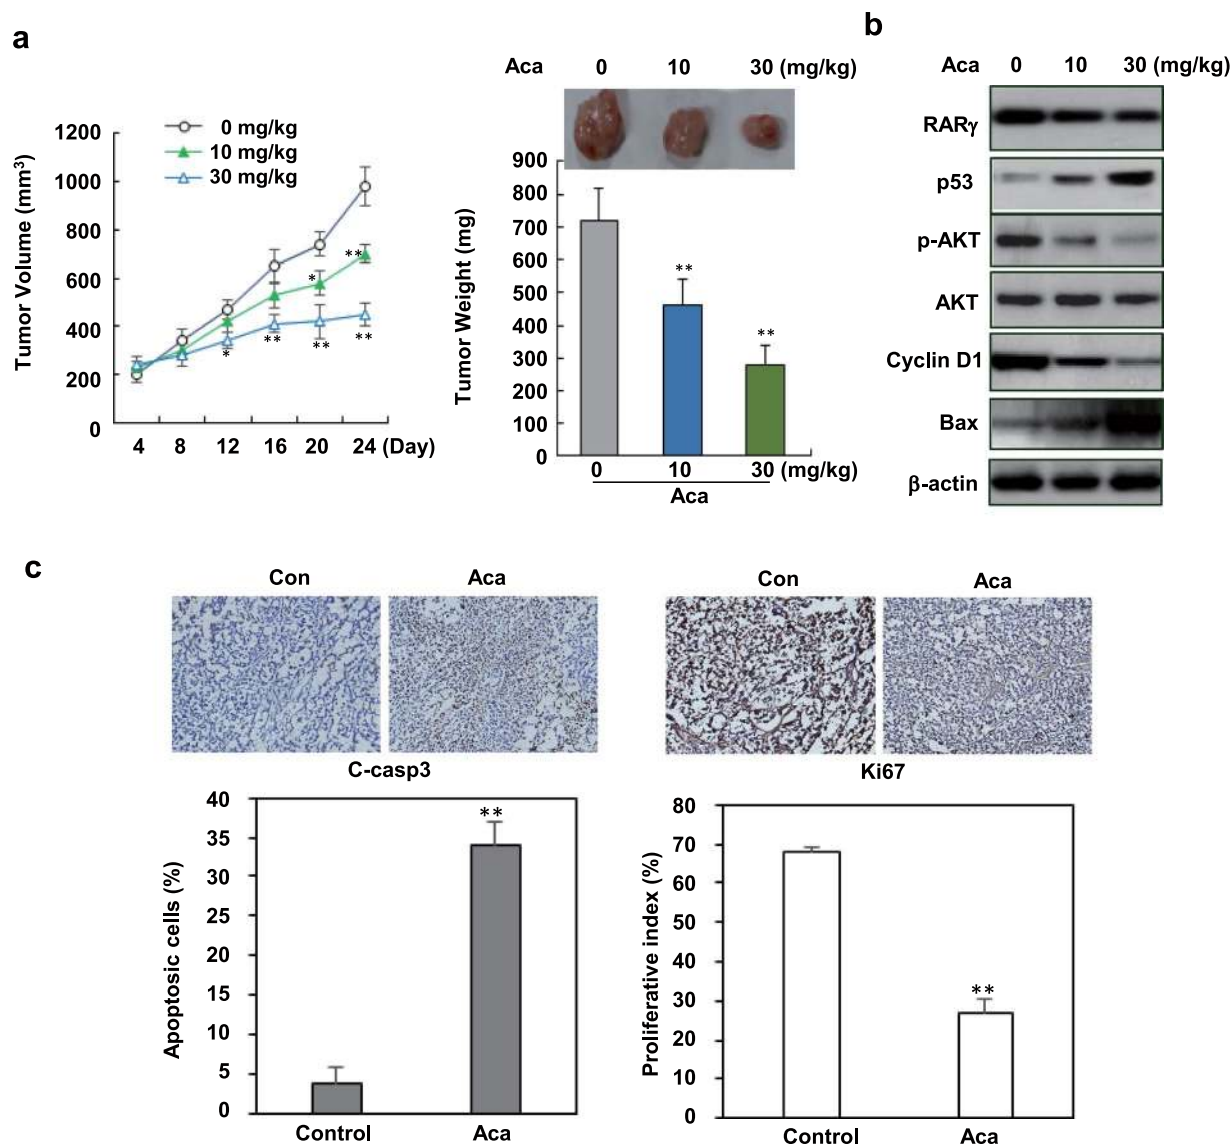 a
0 mg/kg
10 mg/kg
30 mg/kg
Tumor Volume (mm³)
1200
1000
800
600
400
200
0
4 8 12 16 20 24 (Day)
*
**
**
**
*
**
Aca 0 10 30 (mg/kg)
Tumor Weight (mg)
900
800
700
600
500
400
300
200
100
0
**
**
0 10 30 (mg/kg)
Aca
b
Aca 0 10 30 (mg/kg)
RARγ
p53
p-AKT
AKT
Cyclin D1
Bax
β-actin
c
Con Aca
C-casp3
Apoptosic cells (%)
40
35
30
25
20
15
10
5
0
**
Control Aca
Con Aca
Ki67
Proliferative index (%)
80
70
60
50
40
30
20
10
0
**
Control Aca